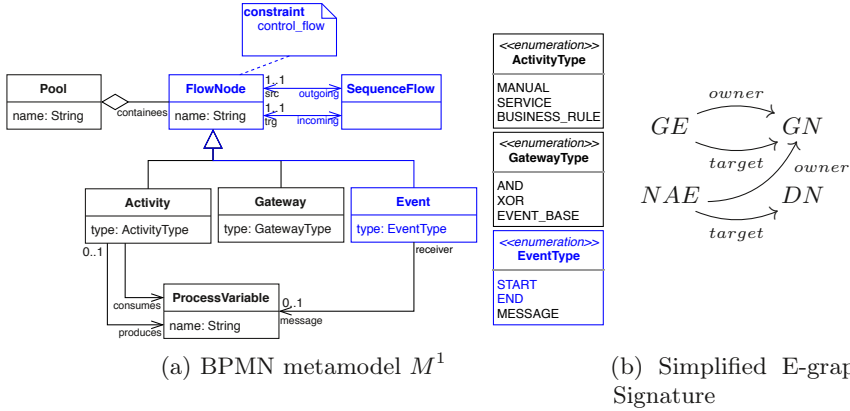 constraint
control_flow
Pool
name: String
containees
FlowNode
name: String
1..1
src
outgoing
1..1
trg
incoming
SequenceFlow
Activity
type: ActivityType
Gateway
type: GatewayType
Event
type: EventType
0..1
receiver
consumes
produces
ProcessVariable
name: String
0..1
message
<<enumeration>>
ActivityType
MANUAL
SERVICE
BUSINESS_RULE
<<enumeration>>
GatewayType
AND
XOR
EVENT_BASE
<<enumeration>>
EventType
START
END
MESSAGE
(a) BPMN metamodel M¹
owner
GE
GN
target
owner
NAE
DN
target
(b) Simplified E-grap
Signature